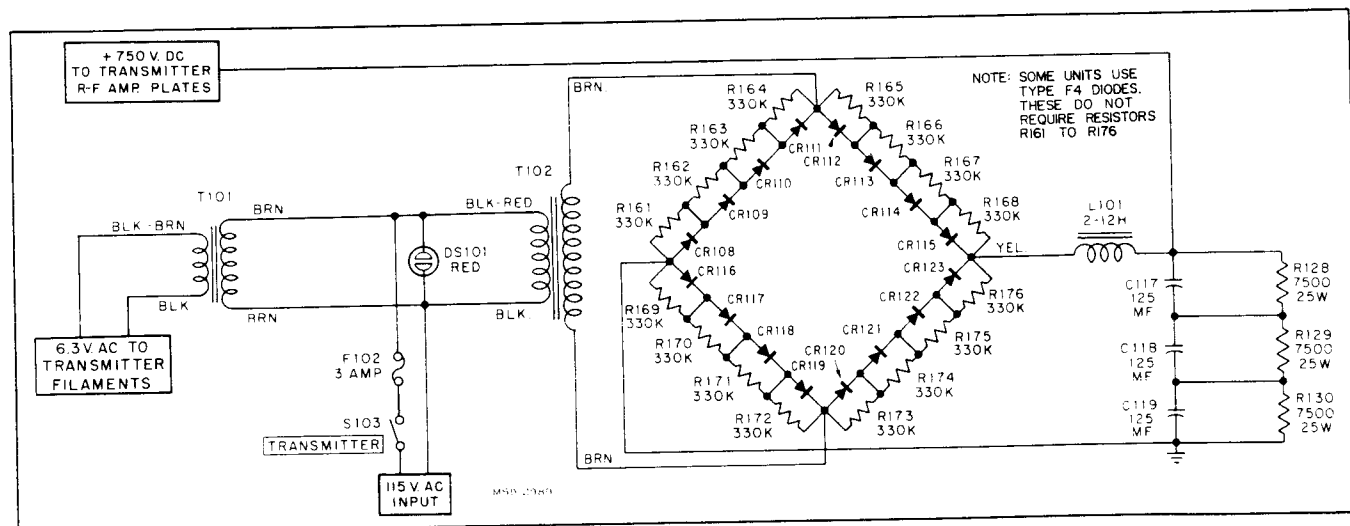 +750 V. DC
TO TRANSMITTER
R-F AMP. PLATES
BRN.
R164
330K
R165
330K
NOTE: SOME UNITS USE
TYPE F4 DIODES.
THESE DO NOT
REQUIRE RESISTORS
R161 TO R176
R163
330K
R166
330K
CR111
CR112
R162
330K
R167
330K
CR110
CR113
T102
T101
R161
330K
CR109
CR114
R168
330K
L101
2-12H
BLK-BRN
BRN
BLK-RED
CR108
CR115
YEL.
DS101
RED
CR116
CR123
BLK
BRN
BLK.
R169
330K
CR117
CR122
R176
330K
C117
125
MF
R128
7500
25W
6.3 V. AC TO
TRANSMITTER
FILAMENTS
F102
3 AMP
R170
330K
CR118
CR121
R175
330K
C118
125
MF
R129
7500
25W
R171
330K
CR119
CR120
R174
330K
S103
TRANSMITTER
R172
330K
R173
330K
C119
125
MF
R130
7500
25W
BRN
115 V. AC
INPUT